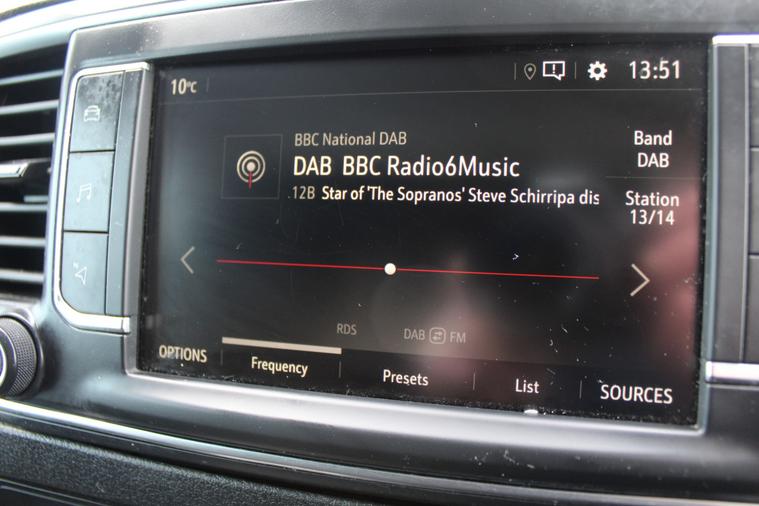 10°C
13:51
BBC National DAB
DAB BBC Radio6Music
12B Star of 'The Sopranos' Steve Schirripa dis
Band
DAB
Station
13/14
RDS
DAB FM
OPTIONS
Frequency
Presets
List
SOURCES